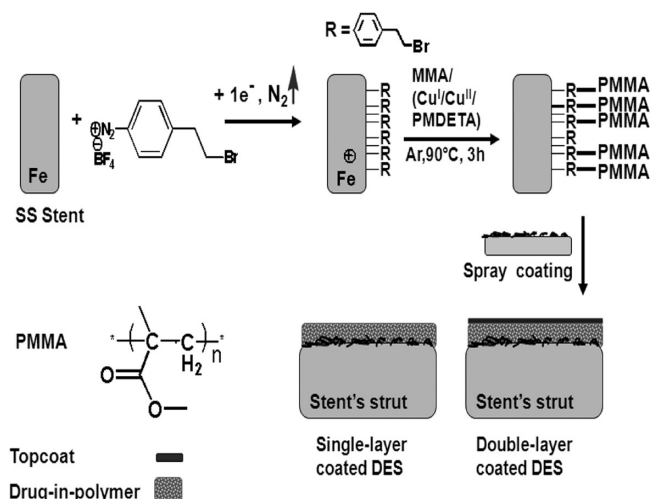 R =
Br
Fe
SS Stent
+
⊕N₂
⊖
BF₄
Br
+ 1e⁻, N₂
R
R
R
R
R
R
⊕
Fe
MMA/
(Cuᴵ/Cuᴵᴵ/
PMDETA)
Ar,90°C, 3h
R PMMA
R PMMA
R PMMA
R
R PMMA
R PMMA
Spray coating
PMMA
* ( C - C ) *
H₂ n
O C
O
Stent's strut
Stent's strut
Single-layer
coated DES
Double-layer
coated DES
Topcoat
Drug-in-polymer